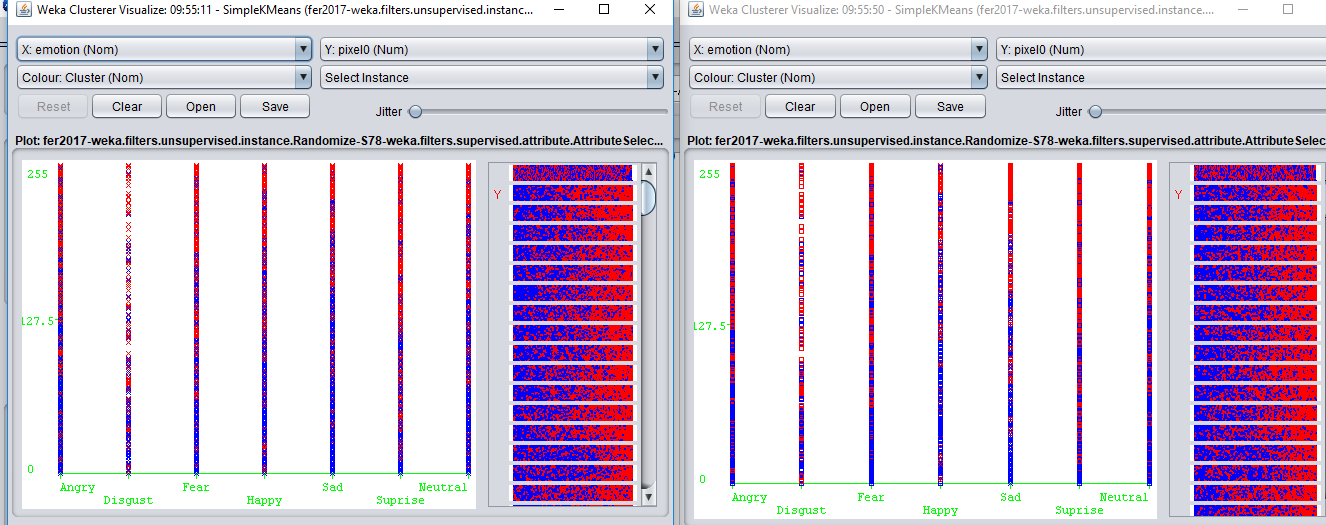 Weka Clusterer Visualize: 09:55:11 - SimpleKMeans (fer2017-weka.filters.unsupervised.instanc...
X: emotion (Nom)
Y: pixel0 (Num)
Colour: Cluster (Nom)
Select Instance
Reset
Clear
Open
Save
Jitter
Plot: fer2017-weka.filters.unsupervised.instance.Randomize-S78-weka.filters.supervised.attribute.AttributeSelec...
255
127.5
0
Angry
Disgust
Fear
Happy
Sad
Suprise
Neutral
Y
Weka Clusterer Visualize: 09:55:50 - SimpleKMeans (fer2017-weka.filters.unsupervised.instance....
X: emotion (Nom)
Y: pixel0 (Num)
Colour: Cluster (Nom)
Select Instance
Reset
Clear
Open
Save
Jitter
Plot: fer2017-weka.filters.unsupervised.instance.Randomize-S78-weka.filters.supervised.attribute.AttributeSelec
255
127.5
0
Angry
Disgust
Fear
Happy
Sad
Suprise
Neutral
Y